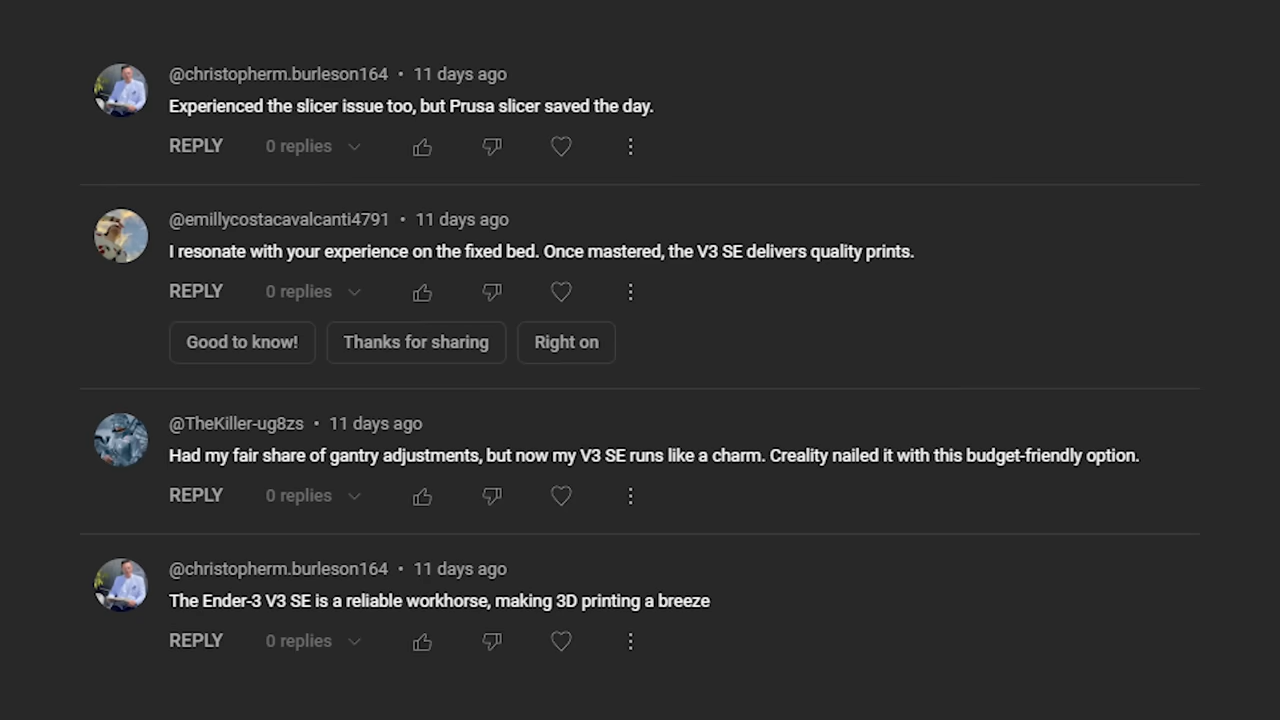 @christopherm.burleson164 • 11 days ago
Experienced the slicer issue too, but Prusa slicer saved the day.
REPLY 0 replies
@emillycostacavalcanti4791 • 11 days ago
I resonate with your experience on the fixed bed. Once mastered, the V3 SE delivers quality prints.
REPLY 0 replies
Good to know! Thanks for sharing Right on
@TheKiller-ug8zs • 11 days ago
Had my fair share of gantry adjustments, but now my V3 SE runs like a charm. Creality nailed it with this budget-friendly option.
REPLY 0 replies
@christopherm.burleson164 • 11 days ago
The Ender-3 V3 SE is a reliable workhorse, making 3D printing a breeze
REPLY 0 replies